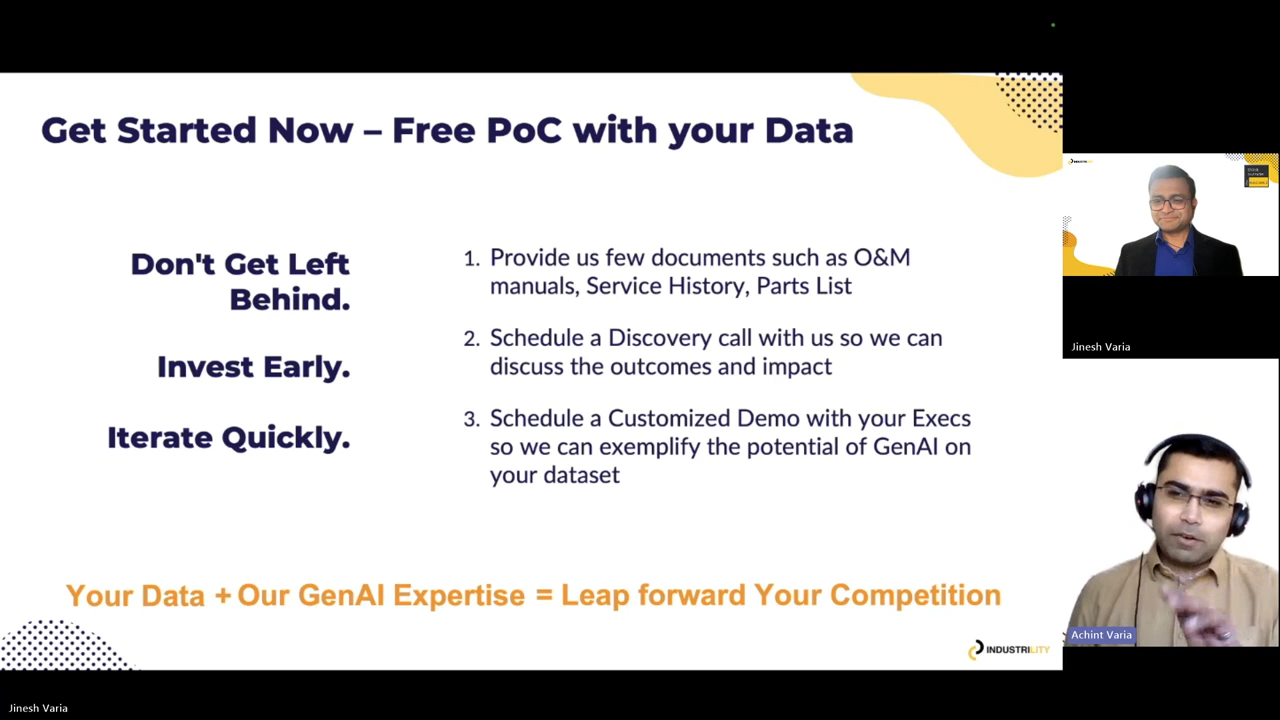 Get Started Now – Free PoC with your Data
Don't Get Left
Behind.
Invest Early.
Iterate Quickly.
1. Provide us few documents such as O&M
manuals, Service History, Parts List
2. Schedule a Discovery call with us so we can
discuss the outcomes and impact
3. Schedule a Customized Demo with your Execs
so we can exemplify the potential of GenAI on
your dataset
Your Data + Our GenAI Expertise = Leap forward Your Competition
INDUSTRILITY
Jinesh Varia
Achint Varia
Jinesh Varia